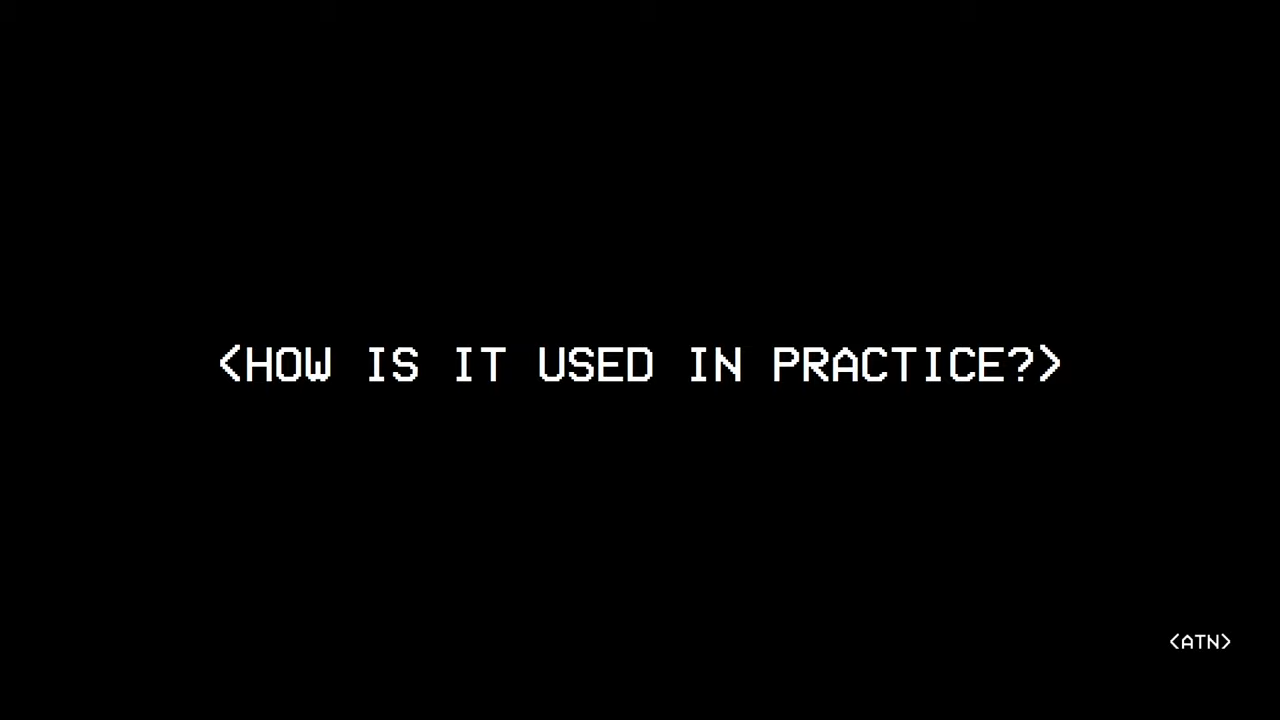 <HOW IS IT USED IN PRACTICE?>
<ATN>